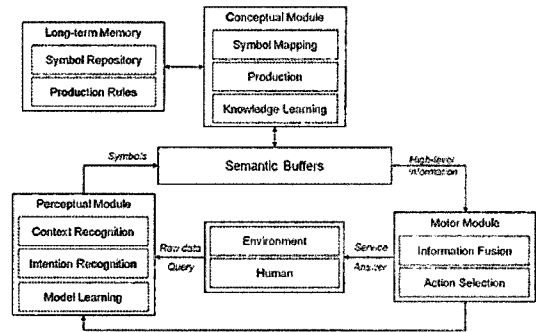 Conceptual Module
Long-term Memory
Symbol Mapping
Symbol Repository
Production
Production Rules
Knowledge Learning
Symbols
Semantic Buffers
High-level
information
Perceptual Module
Context Recognition
Intention Recognition
Model Learning
Raw data
Query
Environment
Human
Service
Answer
Motor Module
Information Fusion
Action Selection